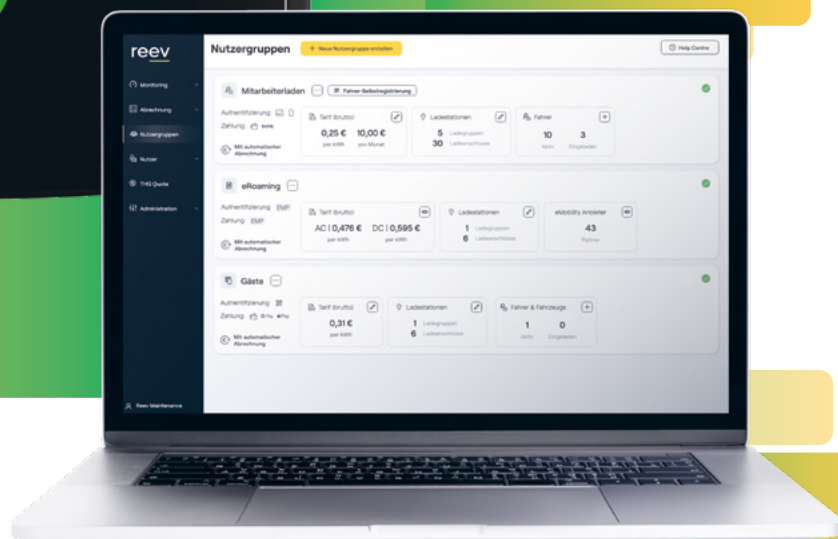 reev
Nutzergruppen
+ Neue Nutzergruppe erstellen
Help Centre
Monitoring
Abrechnung
Nutzergruppen
Nutzer
THG Quote
Administration
Reev Maintenance
Mitarbeiterladen
Fahrer-Selbstregistrierung
Authentifizierung
Zahlung SEPA
Mit automatischer
Abrechnung
Tarif (brutto)
0,25 € 10,00 €
per kWh pro Monat
Ladestationen
5 Ladegruppen
30 Ladeanschlüsse
Fahrer
10 3
Aktiv Eingeladen
eRoaming
Authentifizierung EMP
Zahlung EMP
Mit automatischer
Abrechnung
Tarif (brutto)
AC | 0,476 € DC | 0,595 €
per kWh per kWh
Ladestationen
1 Ladegruppen
6 Ladeanschlüsse
eMobility Anbieter
43
Partner
Gäste
Authentifizierung
Zahlung G Pay Pay
Mit automatischer
Abrechnung
Tarif (brutto)
0,31 €
per kWh
Ladestationen
1 Ladegruppen
6 Ladeanschlüsse
Fahrer & Fahrzeuge
1 0
Aktiv Eingeladen